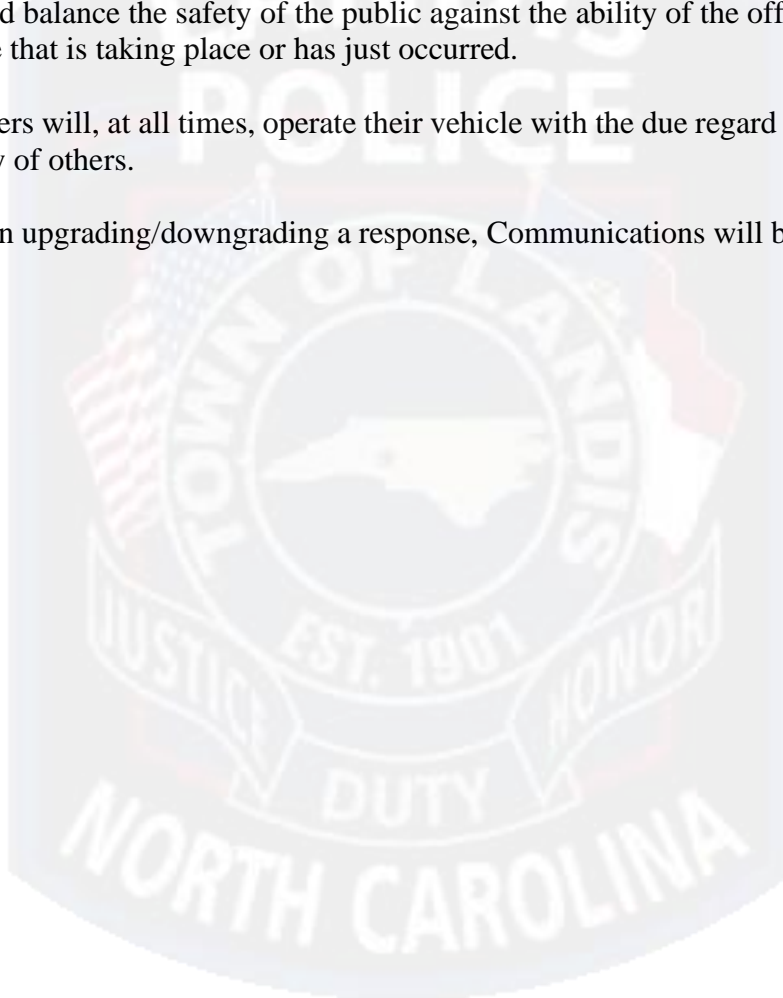 d balance the safety of the public against the ability of the off
that is taking place or has just occurred.
ers will, at all times, operate their vehicle with the due regard
of others.
n upgrading/downgrading a response, Communications will b
POLICE
TOWN OF LANDIS
EST. 1901
JUSTICE
DUTY
HONOR
NORTH CAROLINA